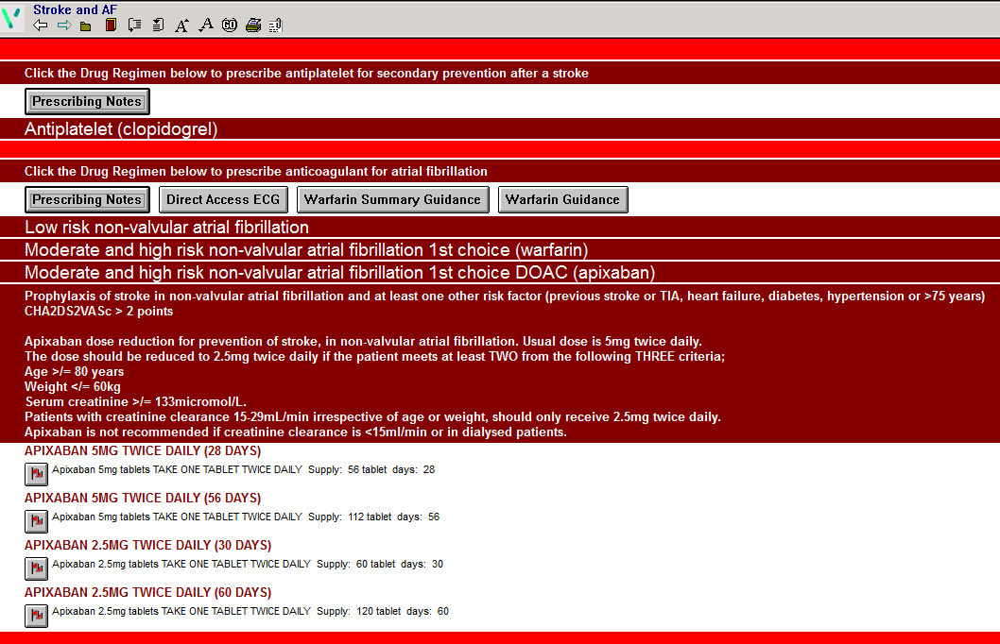 Stroke and AF
Click the Drug Regimen below to prescribe antiplatelet for secondary prevention after a stroke
Prescribing Notes
Antiplatelet (clopidogrel)
Click the Drug Regimen below to prescribe anticoagulant for atrial fibrillation
Prescribing Notes Direct Access ECG Warfarin Summary Guidance Warfarin Guidance
Low risk non-valvular atrial fibrillation
Moderate and high risk non-valvular atrial fibrillation 1st choice (warfarin)
Moderate and high risk non-valvular atrial fibrillation 1st choice DOAC (apixaban)
Prophylaxis of stroke in non-valvular atrial fibrillation and at least one other risk factor (previous stroke or TIA, heart failure, diabetes, hypertension or >75 years)
CHA2DS2VASc > 2 points
Apixaban dose reduction for prevention of stroke, in non-valvular atrial fibrillation. Usual dose is 5mg twice daily.
The dose should be reduced to 2.5mg twice daily if the patient meets at least TWO from the following THREE criteria;
Age >/= 80 years
Weight </= 60kg
Serum creatinine >/= 133micromol/L.
Patients with creatinine clearance 15-29mL/min irrespective of age or weight, should only receive 2.5mg twice daily.
Apixaban is not recommended if creatinine clearance is <15ml/min or in dialysed patients.
APIXABAN 5MG TWICE DAILY (28 DAYS)
Apixaban 5mg tablets TAKE ONE TABLET TWICE DAILY Supply: 56 tablet days: 28
APIXABAN 5MG TWICE DAILY (56 DAYS)
Apixaban 5mg tablets TAKE ONE TABLET TWICE DAILY Supply: 112 tablet days: 56
APIXABAN 2.5MG TWICE DAILY (30 DAYS)
Apixaban 2.5mg tablets TAKE ONE TABLET TWICE DAILY Supply: 60 tablet days: 30
APIXABAN 2.5MG TWICE DAILY (60 DAYS)
Apixaban 2.5mg tablets TAKE ONE TABLET TWICE DAILY Supply: 120 tablet days: 60